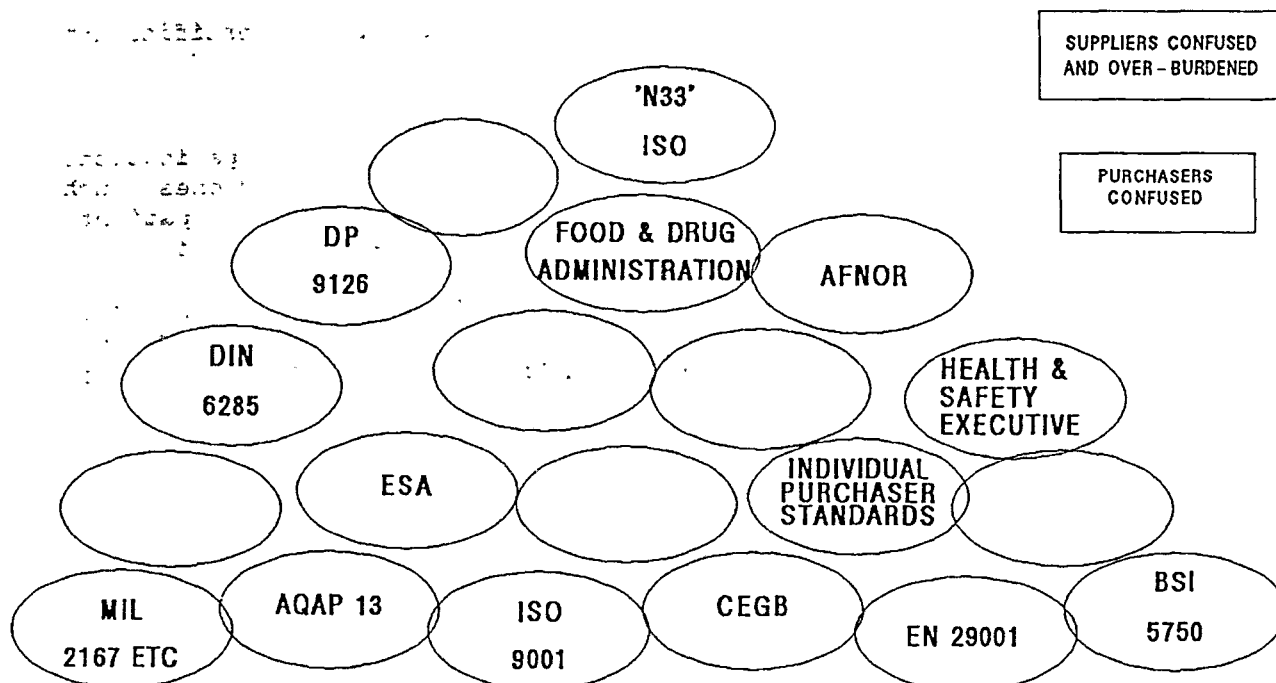 SUPPLIERS CONFUSED
AND OVER-BURDENED
'N33'
ISO
PURCHASERS
CONFUSED
DP
9126
FOOD & DRUG
ADMINISTRATION
AFNOR
DIN
6285
HEALTH &
SAFETY
EXECUTIVE
ESA
INDIVIDUAL
PURCHASER
STANDARDS
MIL
2167 ETC
AQAP 13
ISO
9001
CEGB
EN 29001
BSI
5750